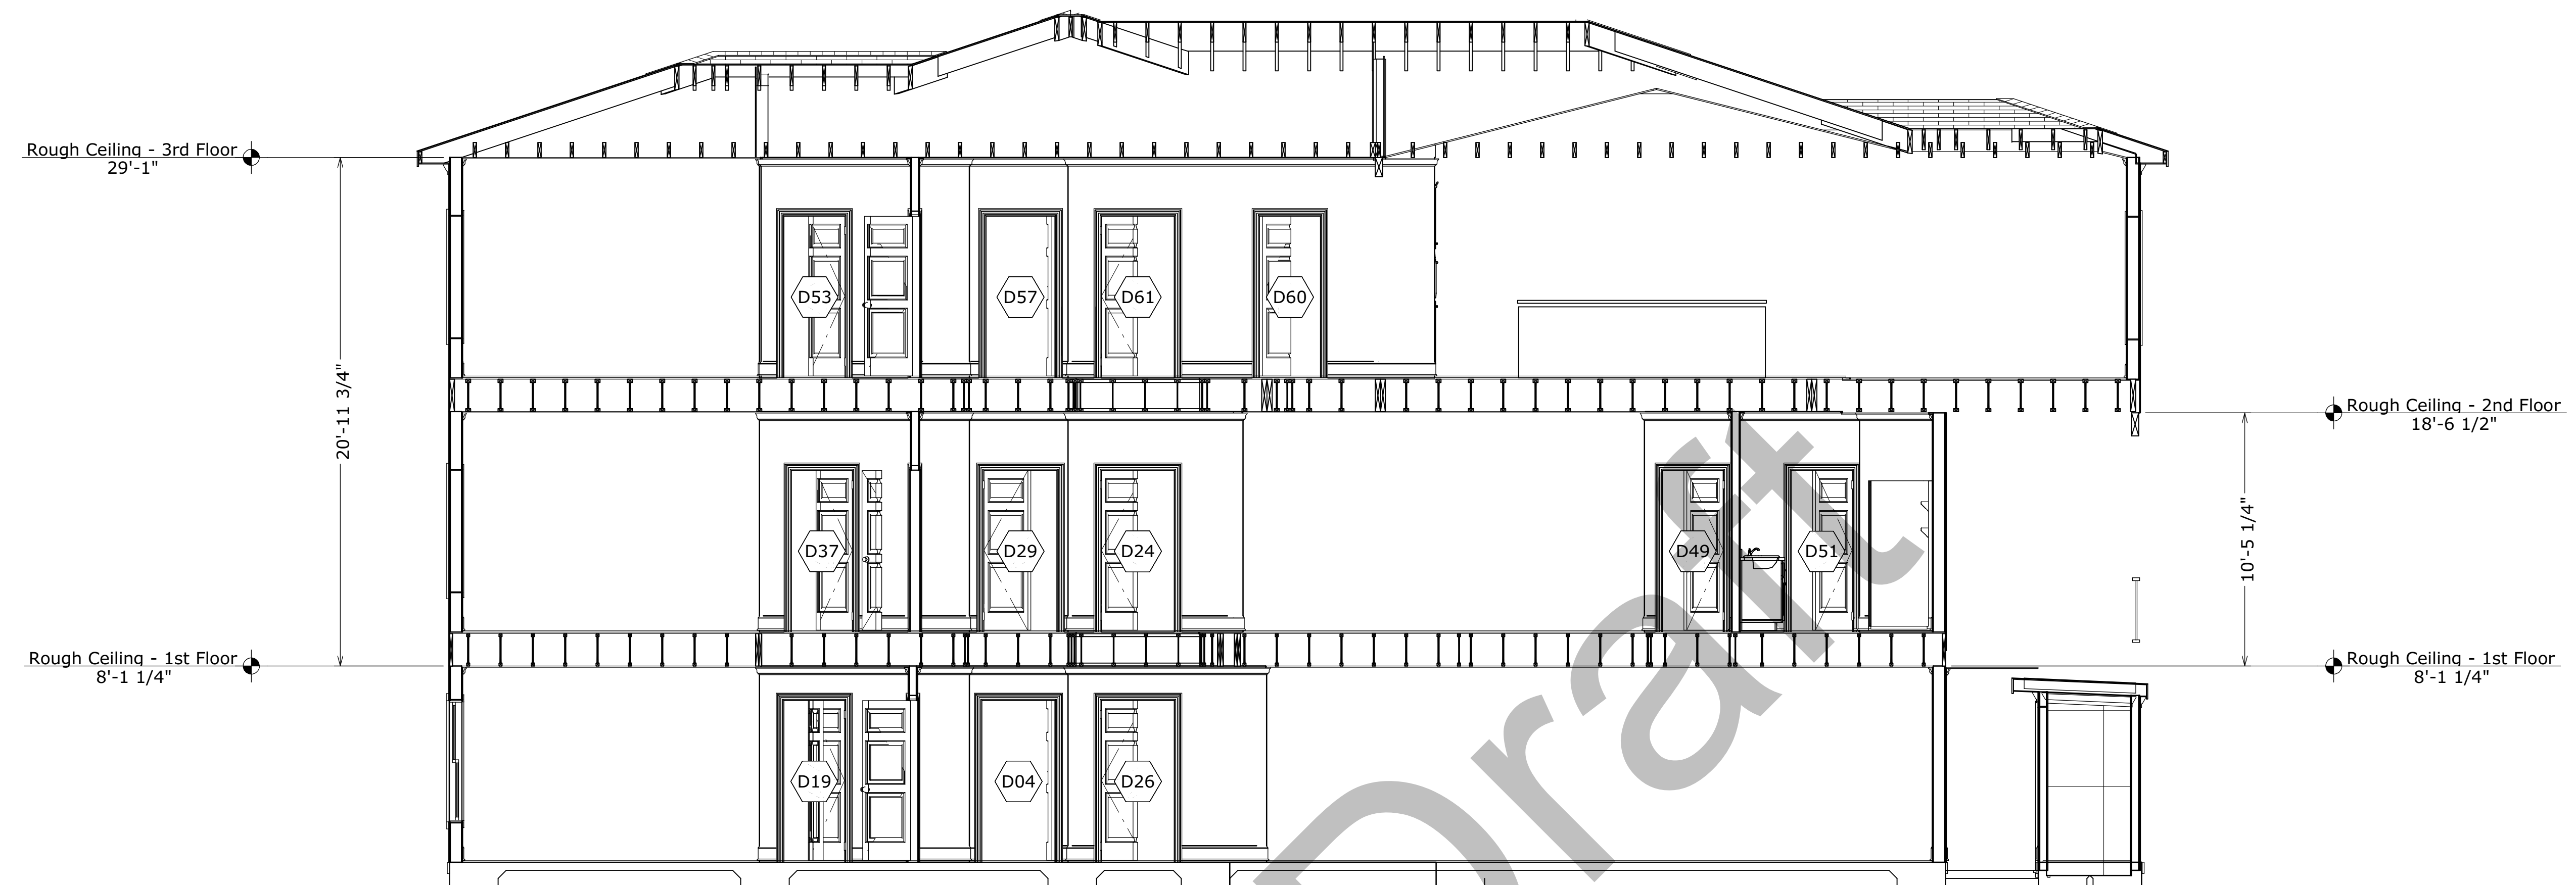 Rough Ceiling - 3rd Floor
29'-1"
D53
D57
D61
D60
20'-11 3/4"
Rough Ceiling - 2nd Floor
18'-6 1/2"
D37
D29
D24
D49
D51
10'-5 1/4"
Rough Ceiling - 1st Floor
8'-1 1/4"
Rough Ceiling - 1st Floor
8'-1 1/4"
D19
D04
D26
Draft